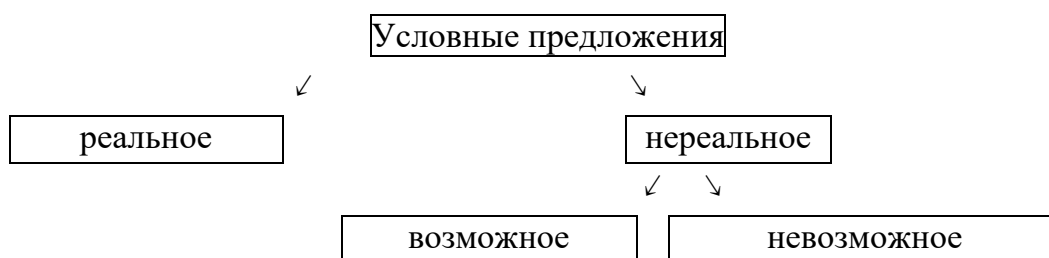 Условные предложения
↙ ↘
реальное нереальное
↙ ↘
возможное невозможное